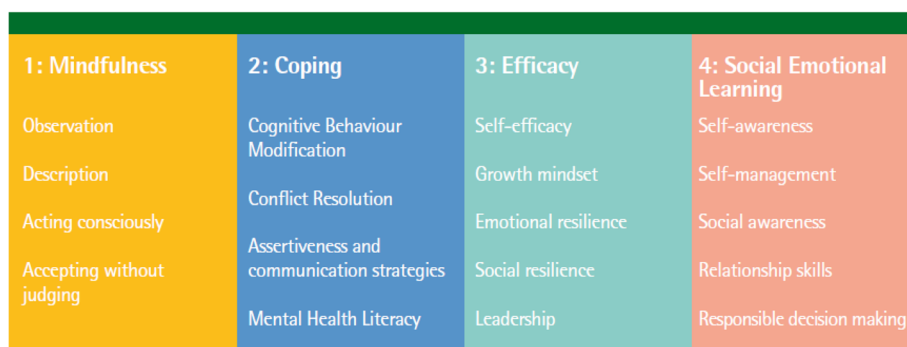 1: Mindfulness
Observation
Description
Acting consciously
Accepting without
judging
2: Coping
Cognitive Behaviour
Modification
Conflict Resolution
Assertiveness and
communication strategies
Mental Health Literacy
3: Efficacy
Self-efficacy
Growth mindset
Emotional resilience
Social resilience
Leadership
4: Social Emotional
Learning
Self-awareness
Self-management
Social awareness
Relationship skills
Responsible decision making